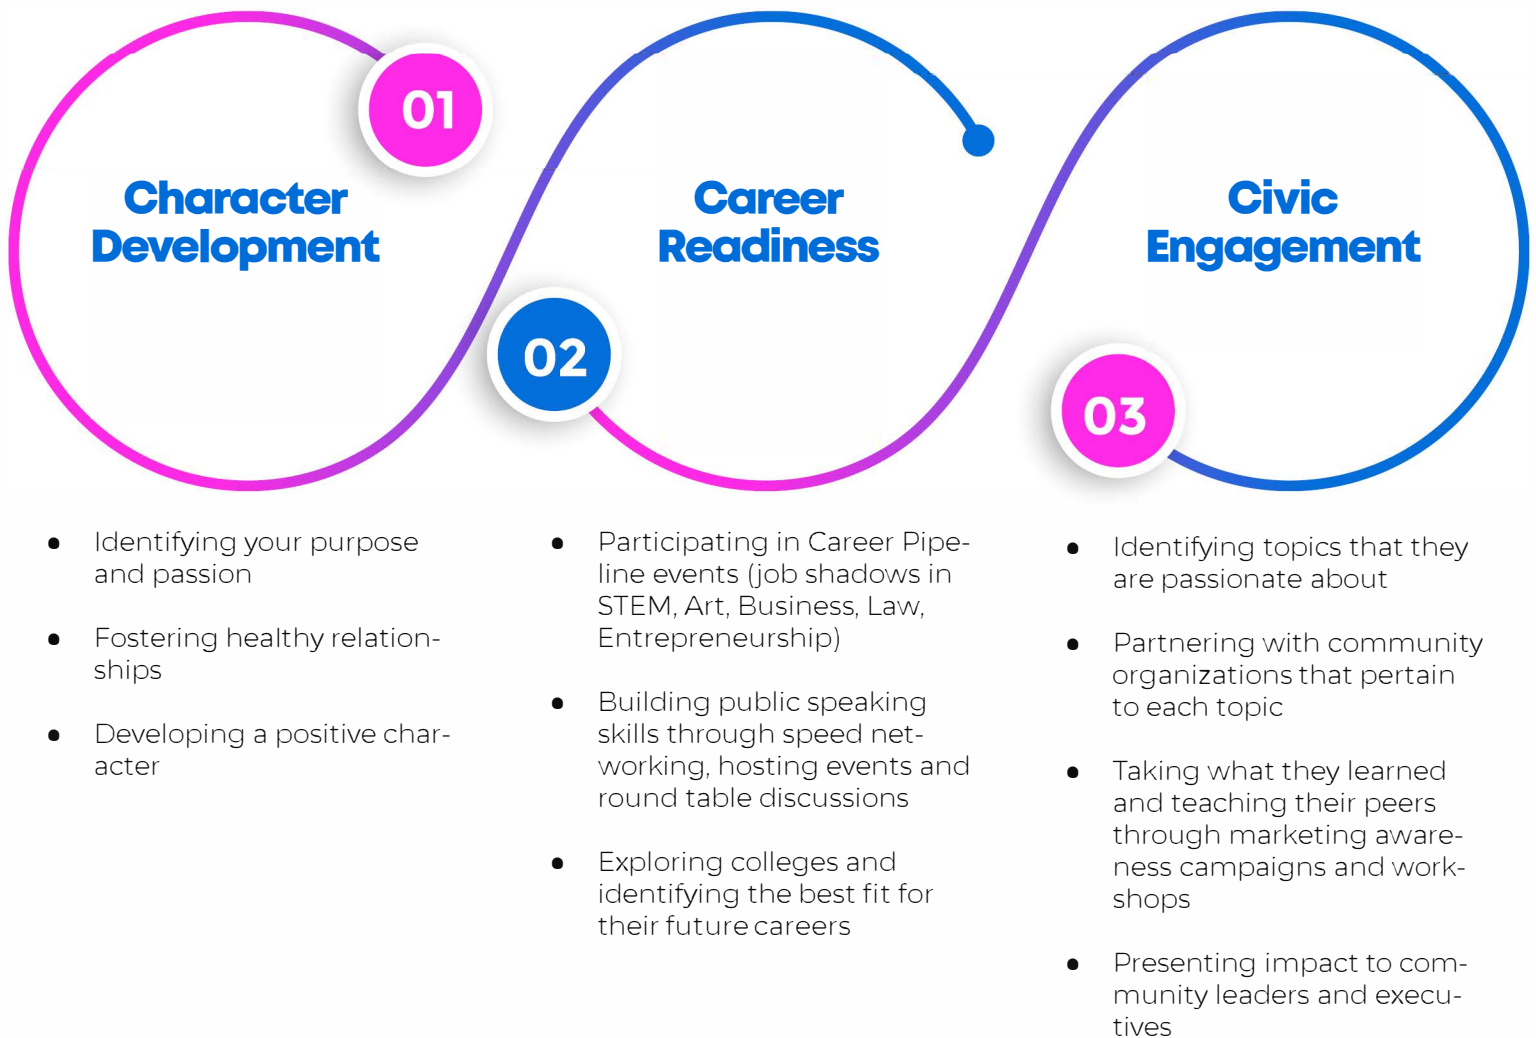 01
Character
Development
● Identifying your purpose
and passion
● Fostering healthy relation-
ships
● Developing a positive char-
acter
02
Career
Readiness
● Participating in Career Pipe-
line events (job shadows in
STEM, Art, Business, Law,
Entrepreneurship)
● Building public speaking
skills through speed net-
working, hosting events and
round table discussions
● Exploring colleges and
identifying the best fit for
their future careers
03
Civic
Engagement
● Identifying topics that they
are passionate about
● Partnering with community
organizations that pertain
to each topic
● Taking what they learned
and teaching their peers
through marketing aware-
ness campaigns and work-
shops
● Presenting impact to com-
munity leaders and execu-
tives